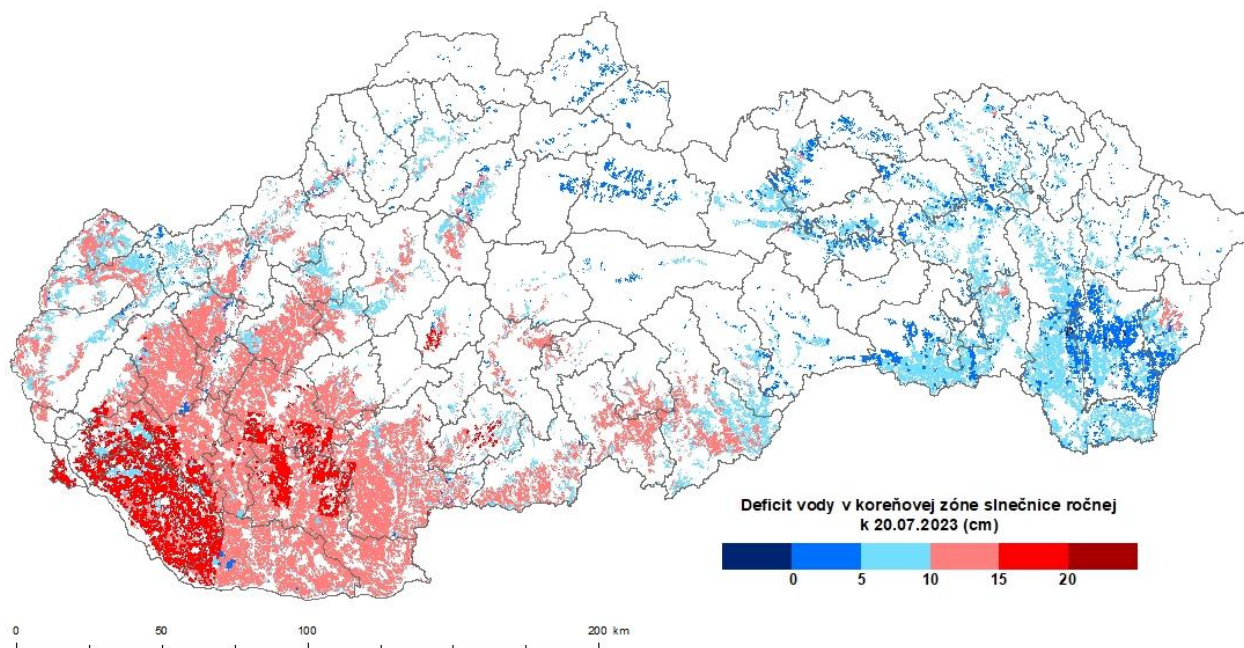 Deficit vody v koreňovej zóne slnečnice ročnej
k 20.07.2023 (cm)
0 5 10 15 20
0 50 100 200 km